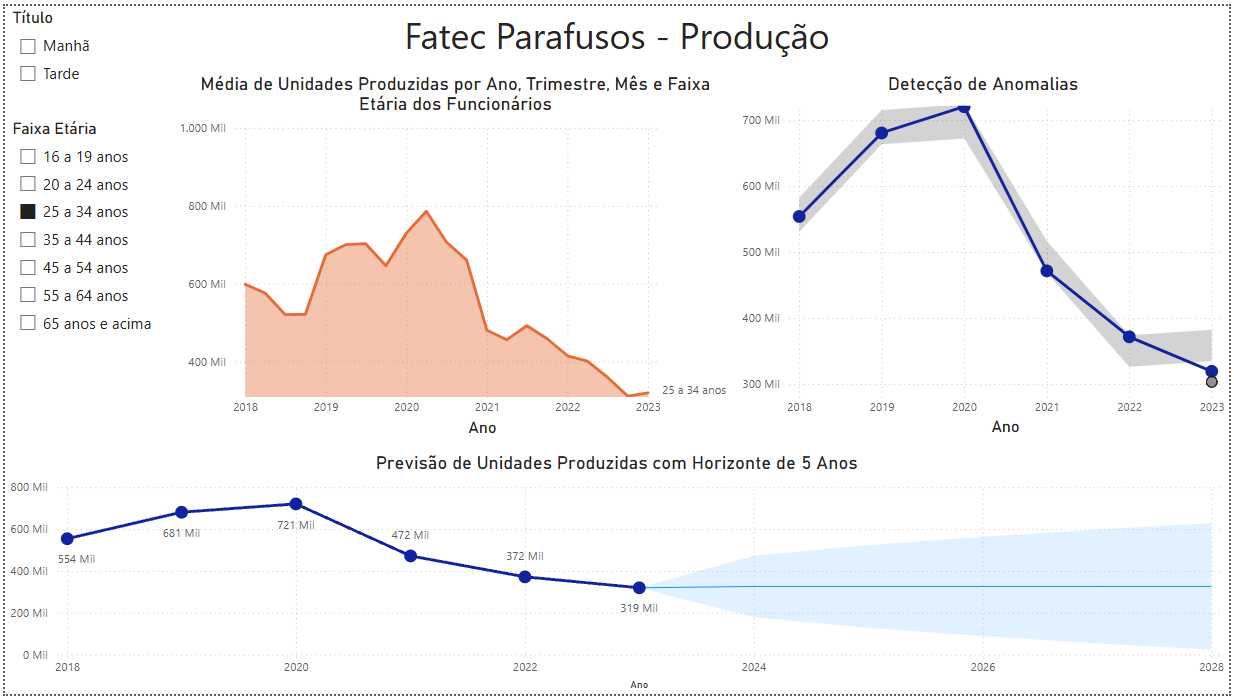 Título
Manhã
Tarde
Faixa Etária
16 a 19 anos
20 a 24 anos
25 a 34 anos
35 a 44 anos
45 a 54 anos
55 a 64 anos
65 anos e acima
Fatec Parafusos - Produção
Média de Unidades Produzidas por Ano, Trimestre, Mês e Faixa
Etária dos Funcionários
1.000 Mil
800 Mil
600 Mil
400 Mil
25 a 34 anos
2018 2019 2020 2021 2022 2023
Ano
Detecção de Anomalias
700 Mil
600 Mil
500 Mil
400 Mil
300 Mil
2018 2019 2020 2021 2022 2023
Ano
Previsão de Unidades Produzidas com Horizonte de 5 Anos
800 Mil
600 Mil
400 Mil
200 Mil
0 Mil
554 Mil
681 Mil
721 Mil
472 Mil
372 Mil
319 Mil
2018 2020 2022 2024 2026 2028
Ano